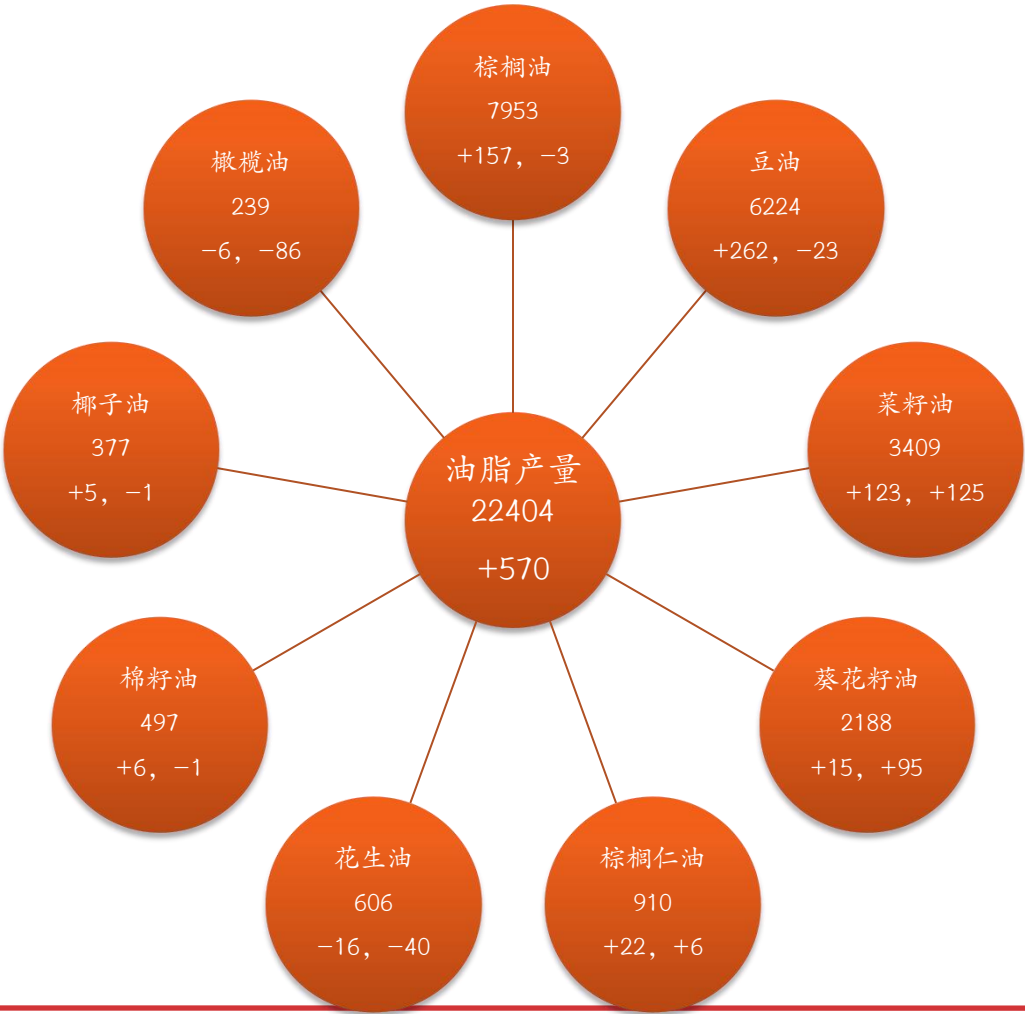 棕榈油
7953
+157, -3
豆油
6224
+262, -23
菜籽油
3409
+123, +125
葵花籽油
2188
+15, +95
棕榈仁油
910
+22, +6
花生油
606
-16, -40
棉籽油
497
+6, -1
椰子油
377
+5, -1
橄榄油
239
-6, -86
油脂产量
22404
+570